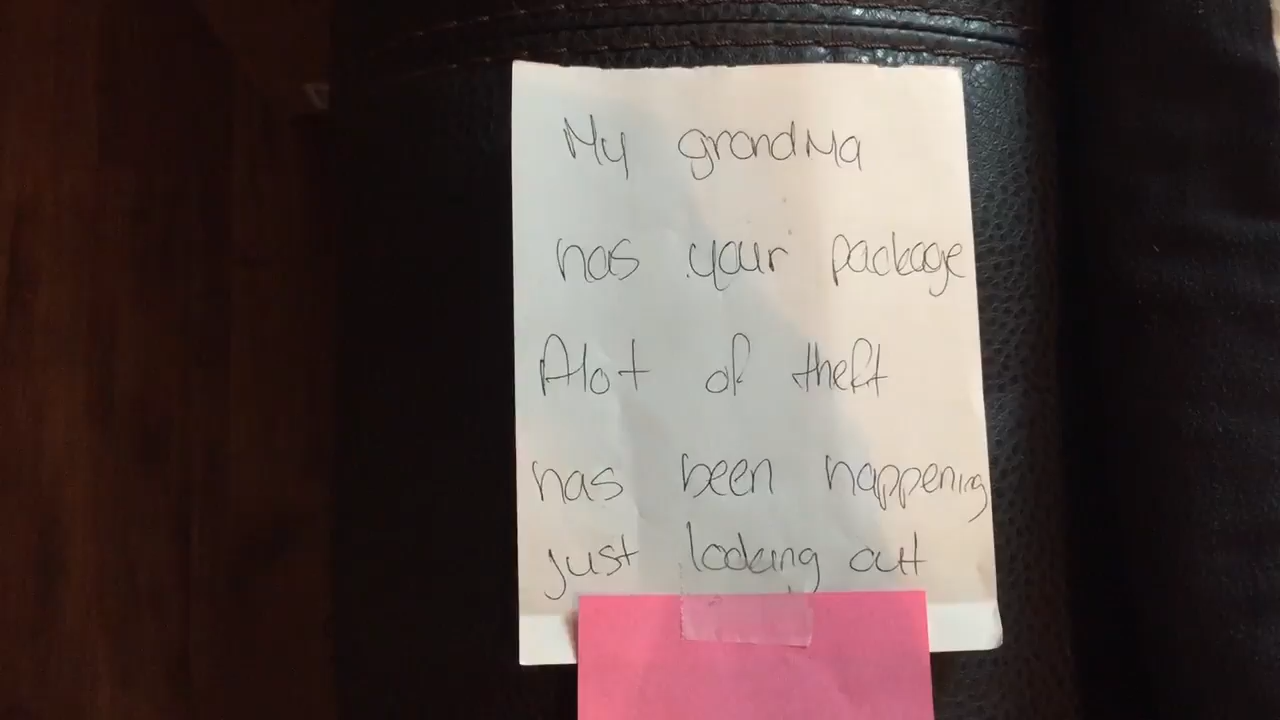 My grandma
has your package
Alot of theft
has been happening
just looking out